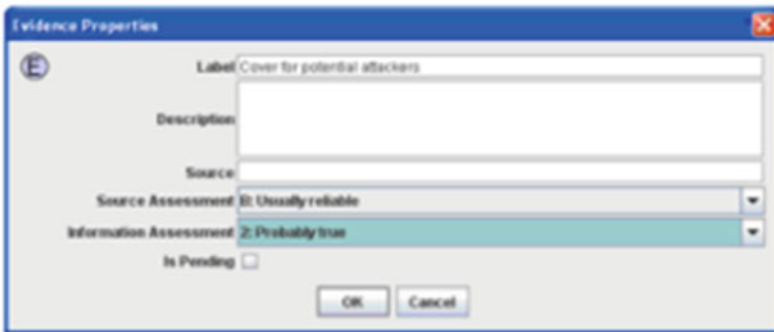 Evidence Properties
E
Label Cover for potential attackers
Description
Source
Source Assessment B: Usually reliable
Information Assessment 2: Probably true
Is Pending
OK Cancel